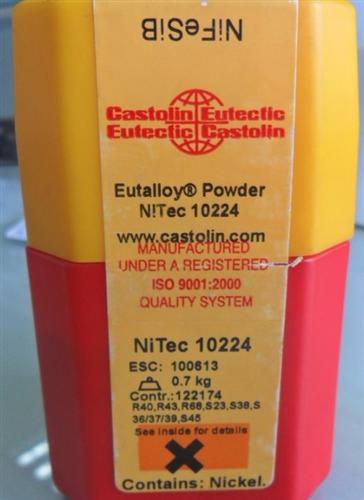 NiFeSiB
Castolin Eutectic
Eutectic Castolin
Eutalloy® Powder
NiTec 10224
www.castolin.com
MANUFACTURED
UNDER A REGISTERED
ISO 9001:2000
QUALITY SYSTEM
NiTec 10224
ESC: 100613
0.7 kg
Contr.:122174
R40,R43,R68,S23,S38,S
36/37/39,S45
See inside for details
Contains: Nickel.